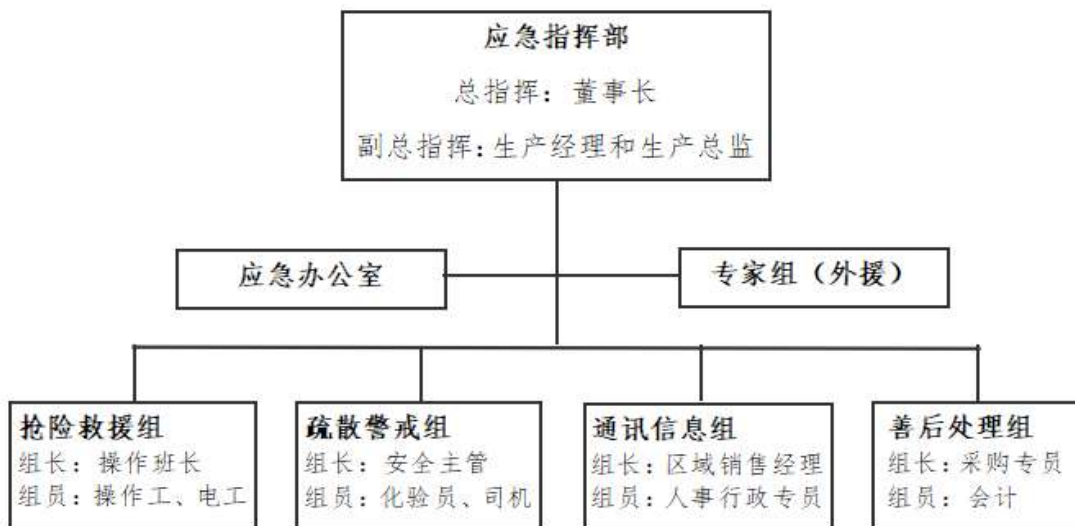 应急指挥部
总指挥：董事长
副总指挥：生产经理和生产总监
应急办公室
专家组（外援）
抢险救援组
组长：操作班长
组员：操作工、电工
疏散警戒组
组长：安全主管
组员：化验员、司机
通讯信息组
组长：区域销售经理
组员：人事行政专员
善后处理组
组长：采购专员
组员：会计